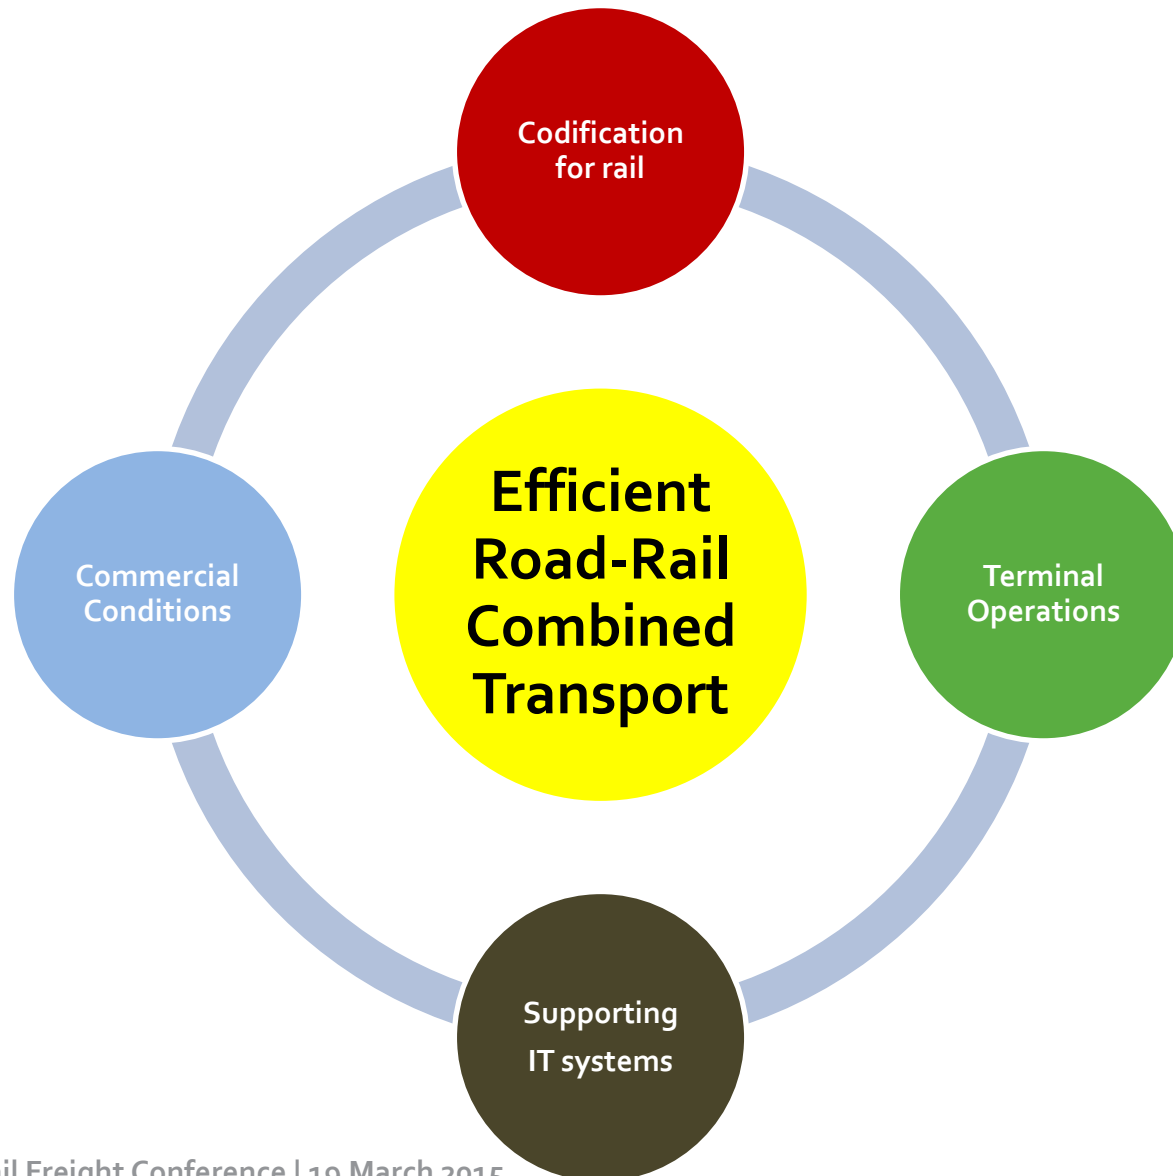 Codification
for rail
Commercial
Conditions
Efficient
Road-Rail
Combined
Transport
Terminal
Operations
Supporting
IT systems
Freight Conference | 19 March 2015